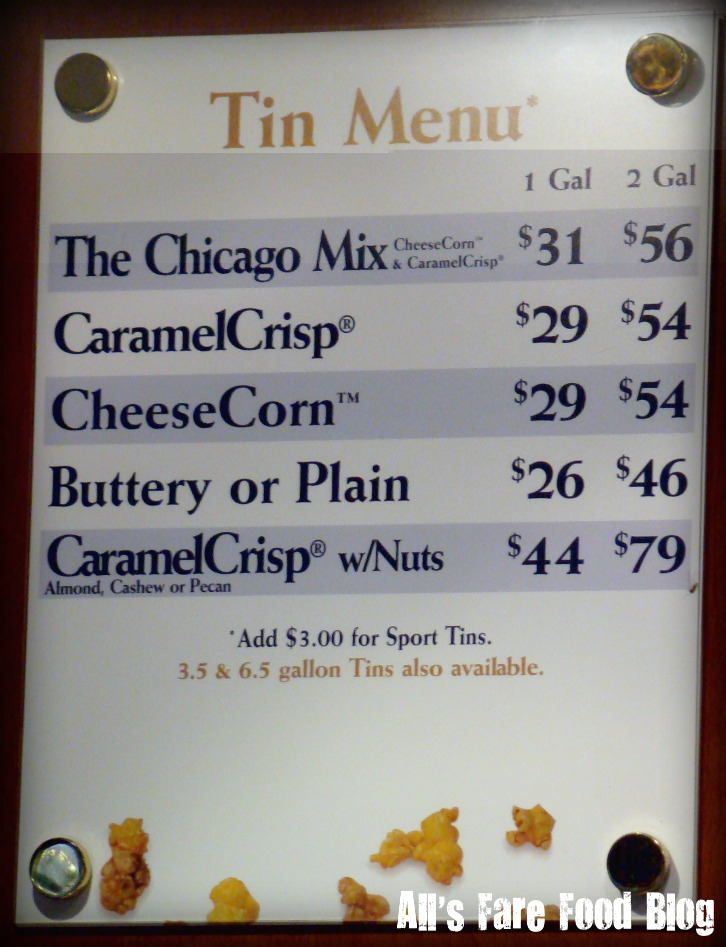 Tin Menu*
1 Gal 2 Gal
The Chicago Mix CheeseCorn™ & CaramelCrisp® $31 $56
CaramelCrisp® $29 $54
CheeseCorn™ $29 $54
Buttery or Plain $26 $46
CaramelCrisp® w/Nuts $44 $79
Almond, Cashew or Pecan
*Add $3.00 for Sport Tins.
3.5 & 6.5 gallon Tins also available.
All's Fare Food Blog